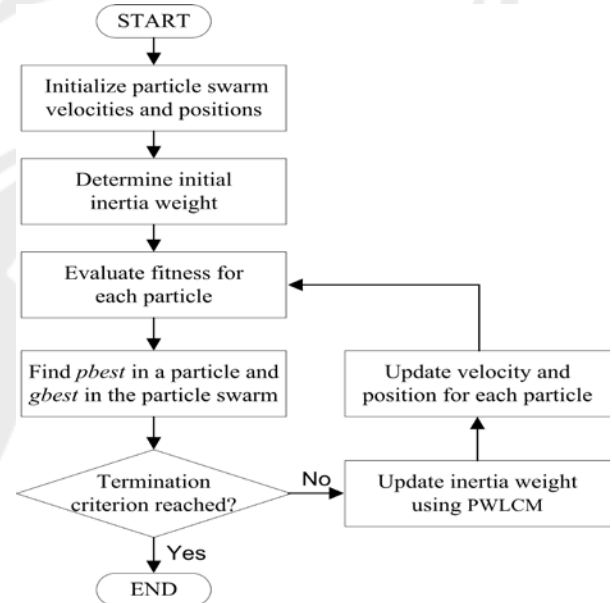 START
Initialize particle swarm
velocities and positions
Determine initial
inertia weight
Evaluate fitness for
each particle
Find pbest in a particle and
gbest in the particle swarm
Update velocity and
position for each particle
Termination
criterion reached?
No
Update inertia weight
using PWLCM
Yes
END